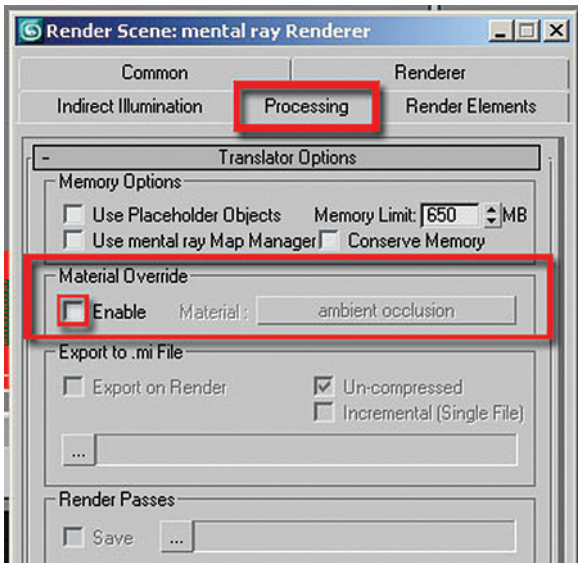 Render Scene: mental ray Renderer
Common Renderer
Indirect Illumination Processing Render Elements
- Translator Options
Memory Options
Use Placeholder Objects Memory Limit: 650 MB
Use mental ray Map Manager Conserve Memory
Material Override
Enable Material : ambient occlusion
Export to .mi File
Export on Render Un-compressed
Incremental (Single File)
...
Render Passes
Save ...